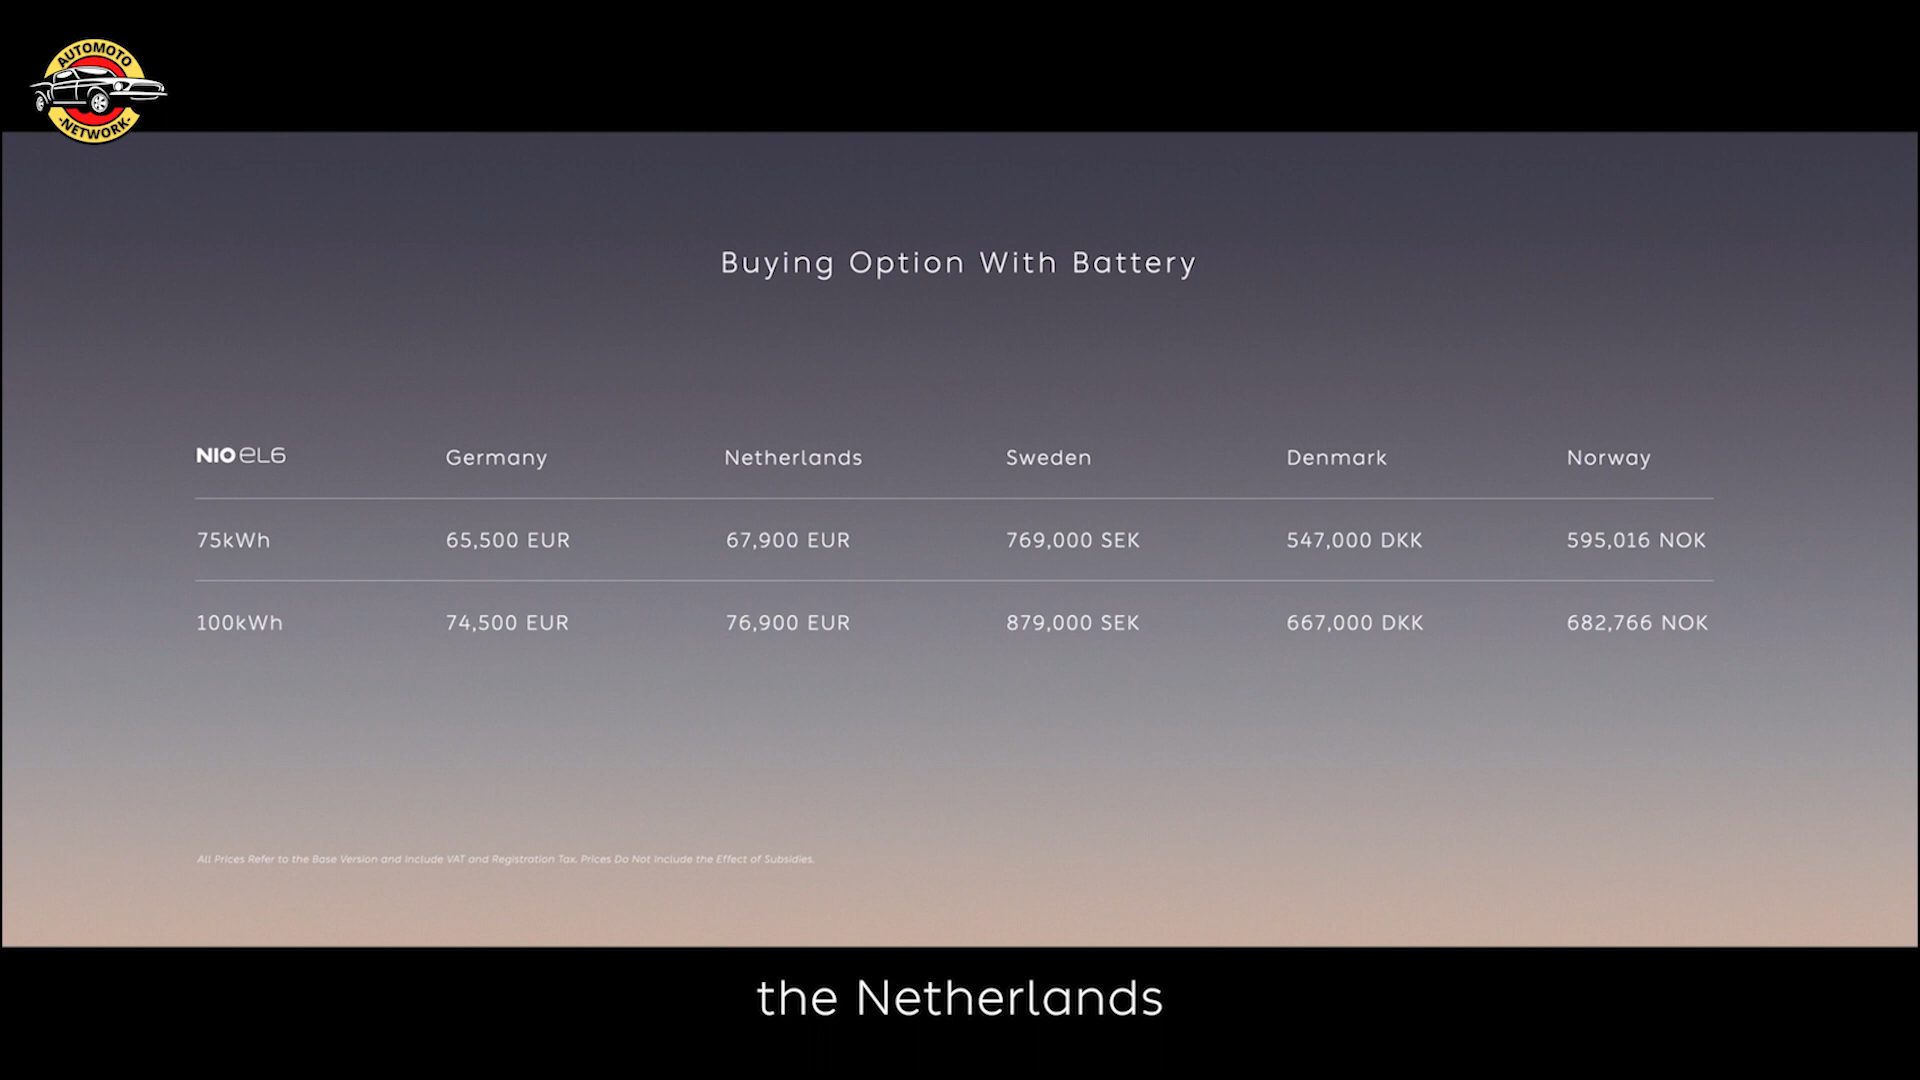 AUTOMOTO
-NETWORK-
Buying Option With Battery
NIO eL6 Germany Netherlands Sweden Denmark Norway
75kWh 65,500 EUR 67,900 EUR 769,000 SEK 547,000 DKK 595,016 NOK
100kWh 74,500 EUR 76,900 EUR 879,000 SEK 667,000 DKK 682,766 NOK
All Prices Refer to the Base Version and Include VAT and Registration Tax. Prices Do Not Include the Effect of Subsidies.
the Netherlands